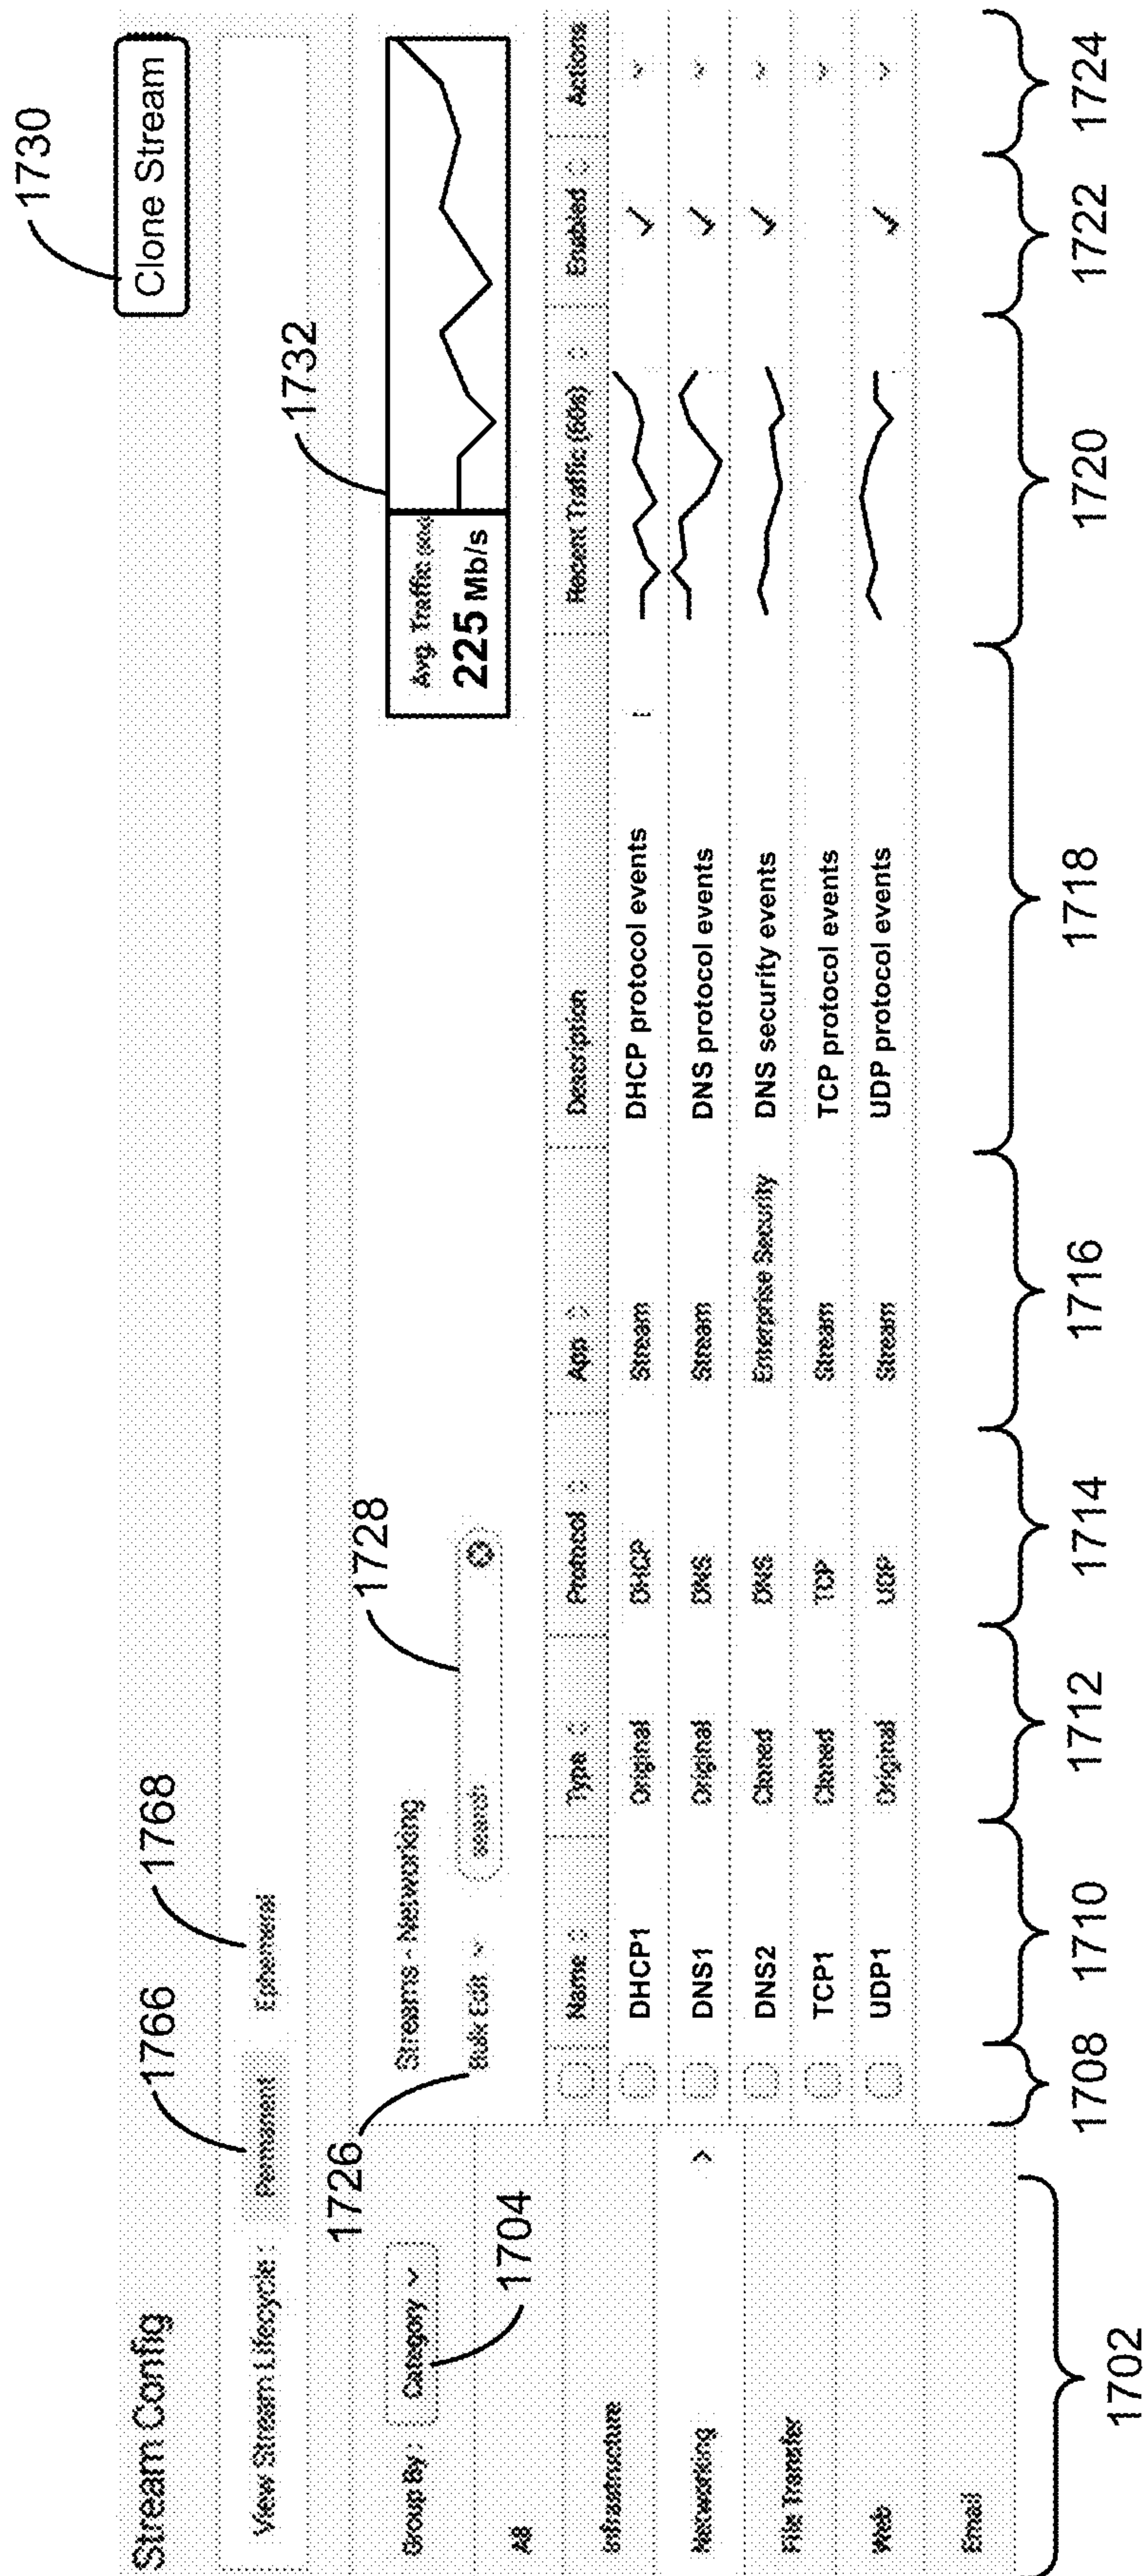 1730
Stream Config
Clone Stream
1766
1768
View Stream Lifecycle :
Permanent
Ephemeral
1732
1726
1728
Group By :
Category
Streams - Networking
Avg. Traffic
225 Mb/s
Bulk Edit
search
1704
All
Infrastructure
Networking
File Transfer
Web
Email
Name Type Protocol App Description Recent Traffic (60s) Enabled Actions
DHCP1 Original DHCP Stream DHCP protocol events
DNS1 Original DNS Stream DNS protocol events
DNS2 Cloned DNS Enterprise Security DNS security events
TCP1 Cloned TCP Stream TCP protocol events
UDP1 Original UDP Stream UDP protocol events
1702
1708
1710
1712
1714
1716
1718
1720
1722
1724